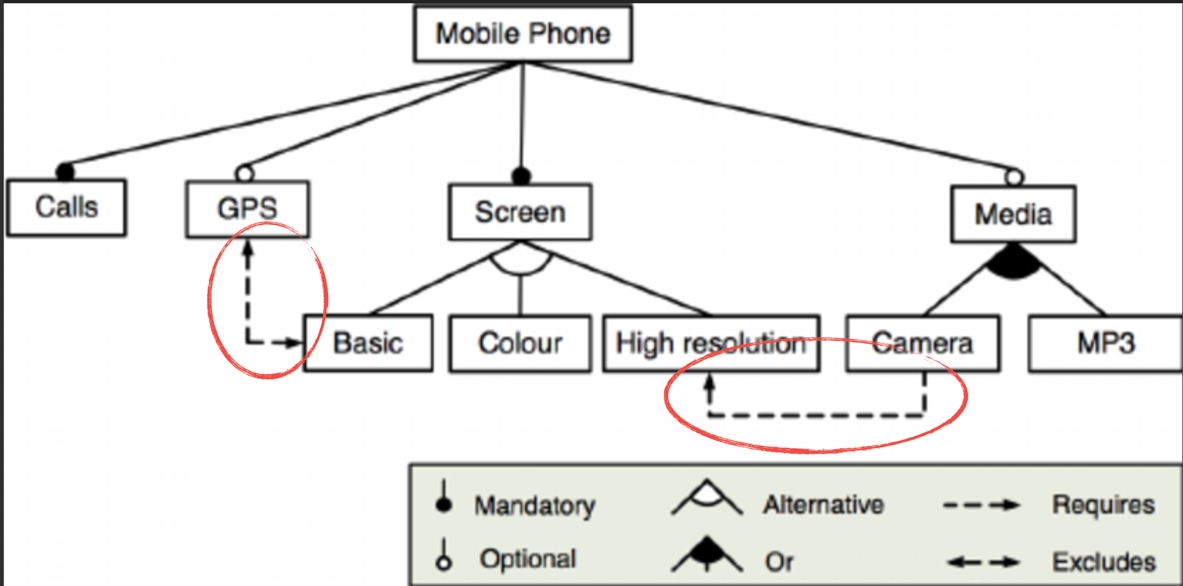 Mobile Phone
Calls
GPS
Screen
Media
Basic
Colour
High resolution
Camera
MP3
Mandatory
Alternative
Requires
Optional
Or
Excludes